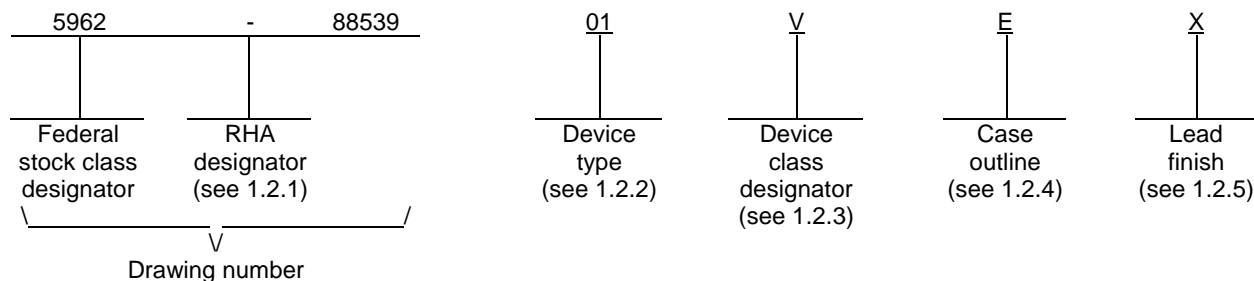 5962 - 88539 01 V E X
Federal stock class designator
RHA designator (see 1.2.1)
Device type (see 1.2.2)
Device class designator (see 1.2.3)
Case outline (see 1.2.4)
Lead finish (see 1.2.5)
Drawing number